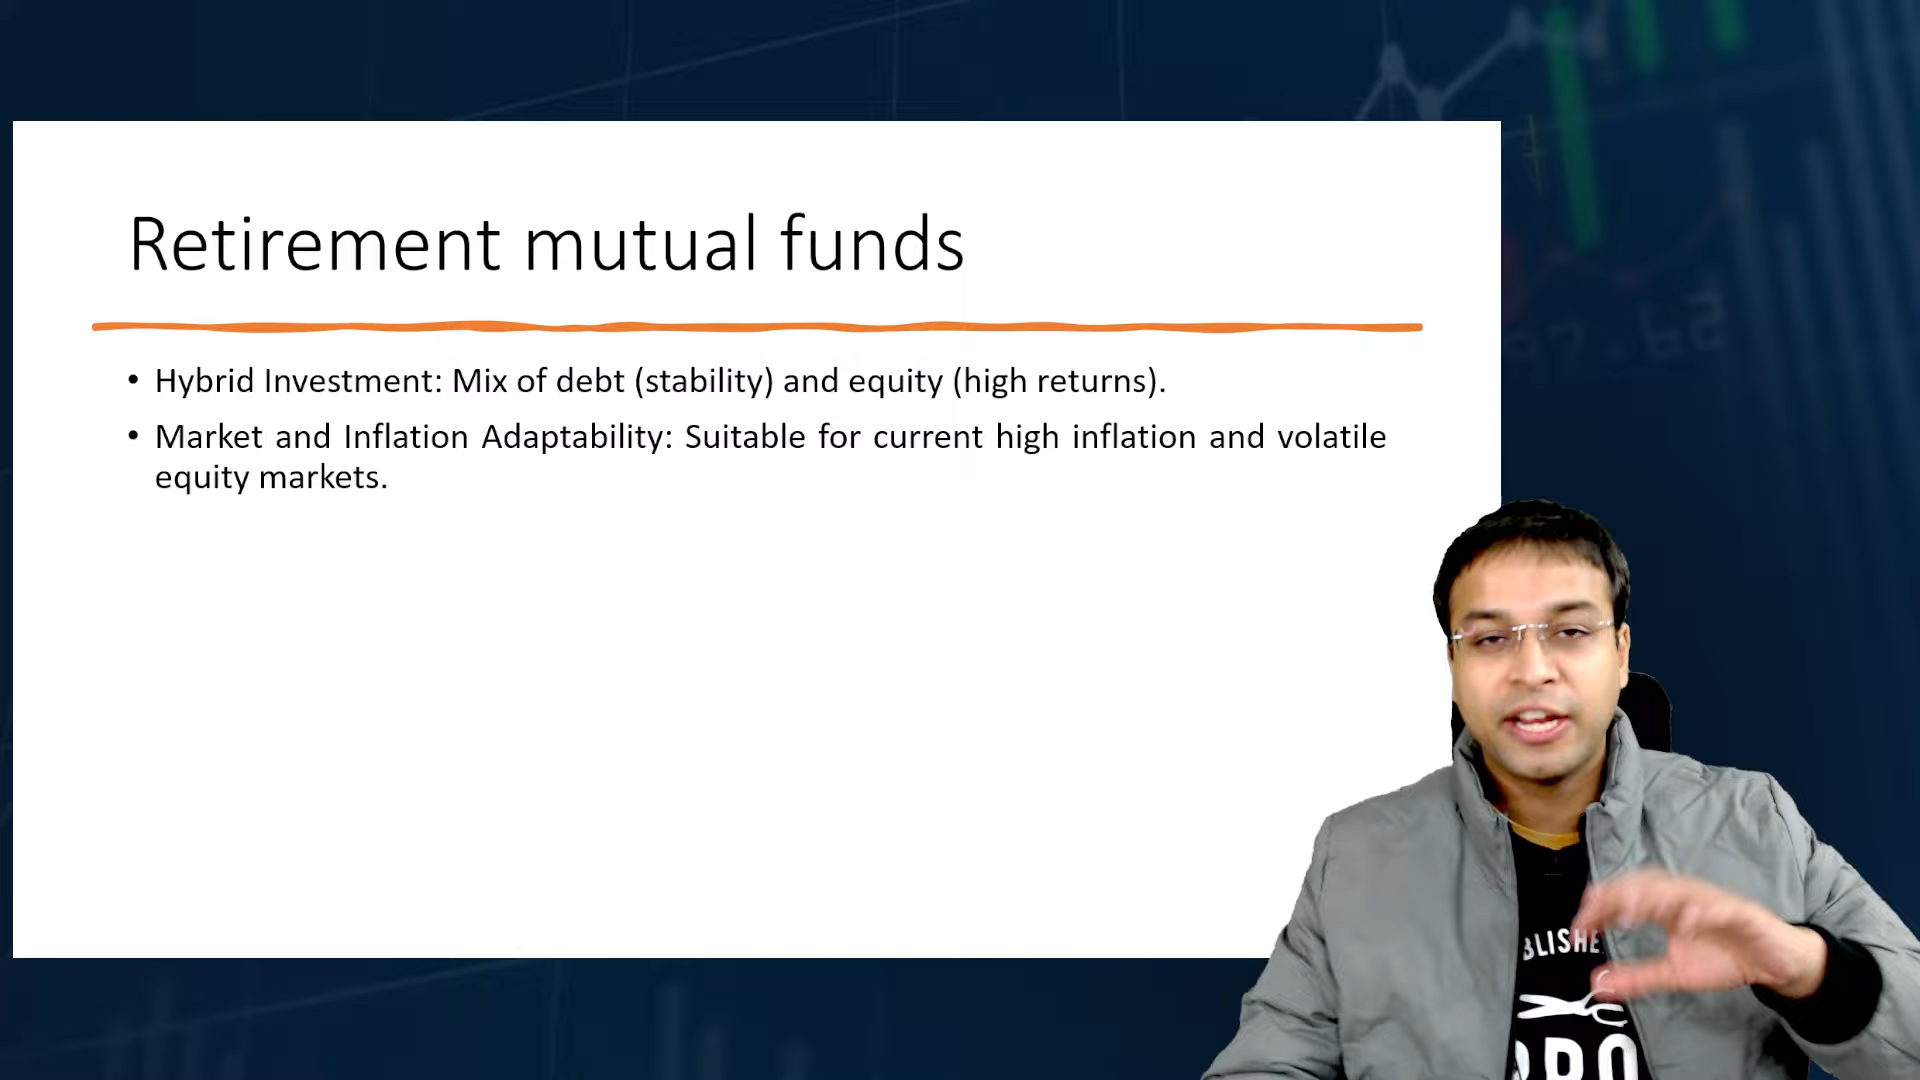 Retirement mutual funds
• Hybrid Investment: Mix of debt (stability) and equity (high returns).
• Market and Inflation Adaptability: Suitable for current high inflation and volatile
equity markets.